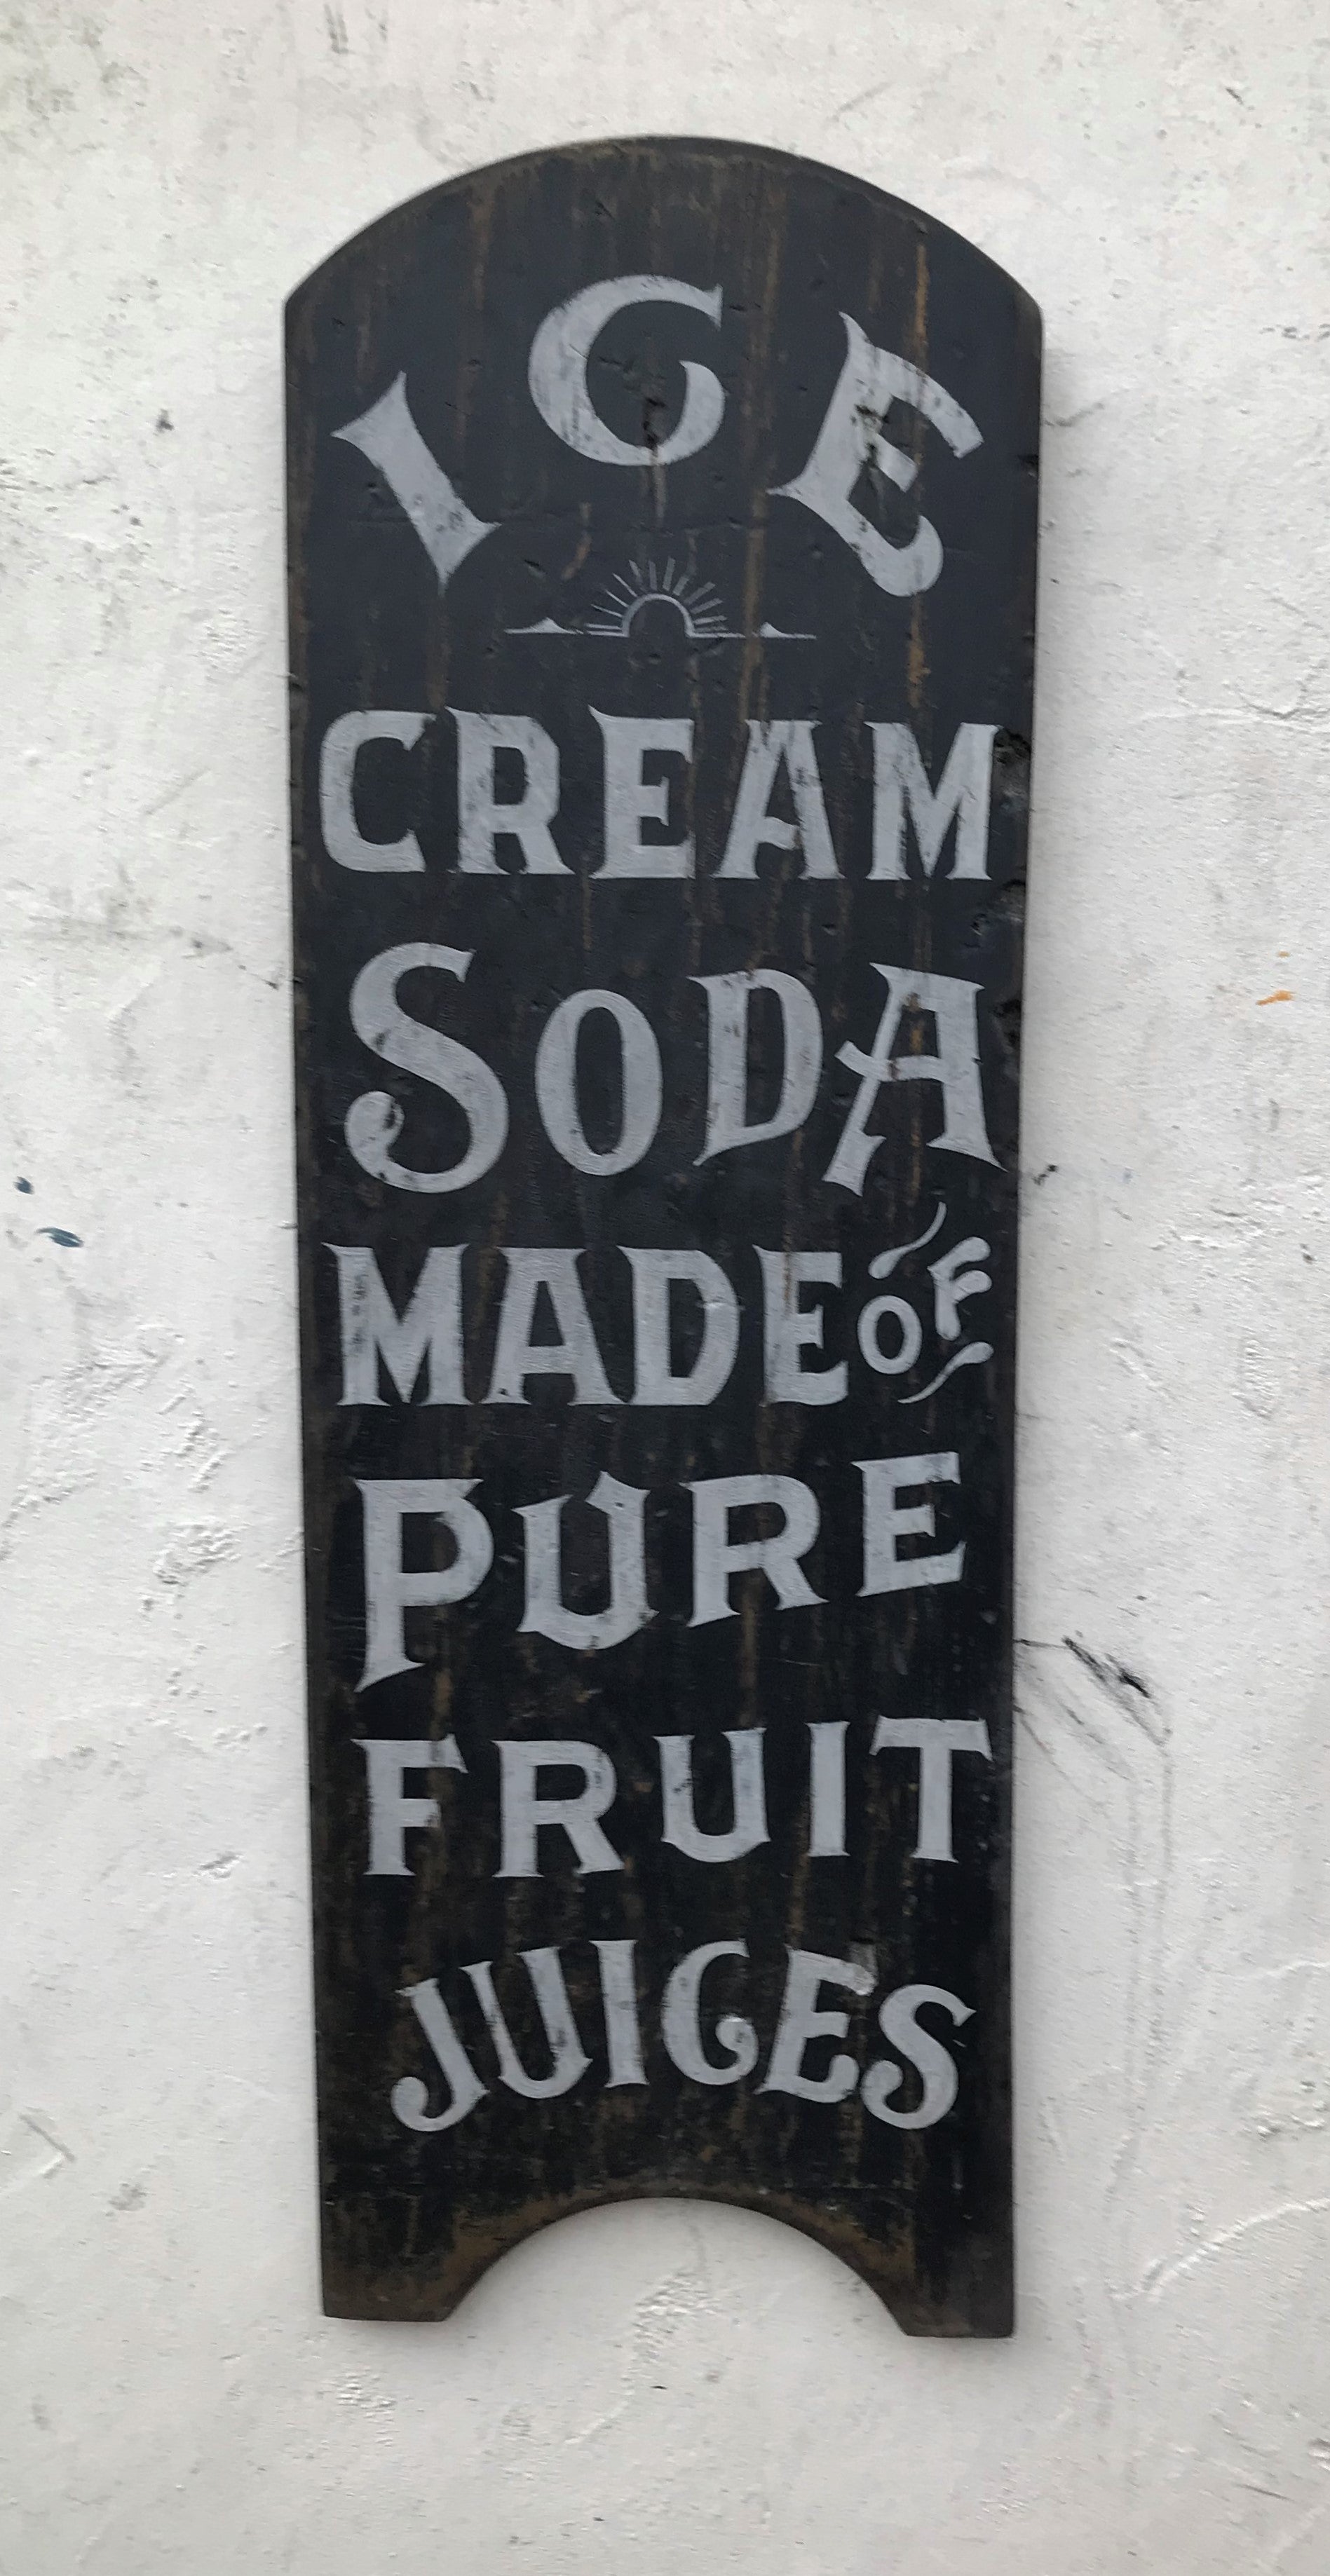 ICE
CREAM
SODA
MADE OF
PURE
FRUIT
JUICES